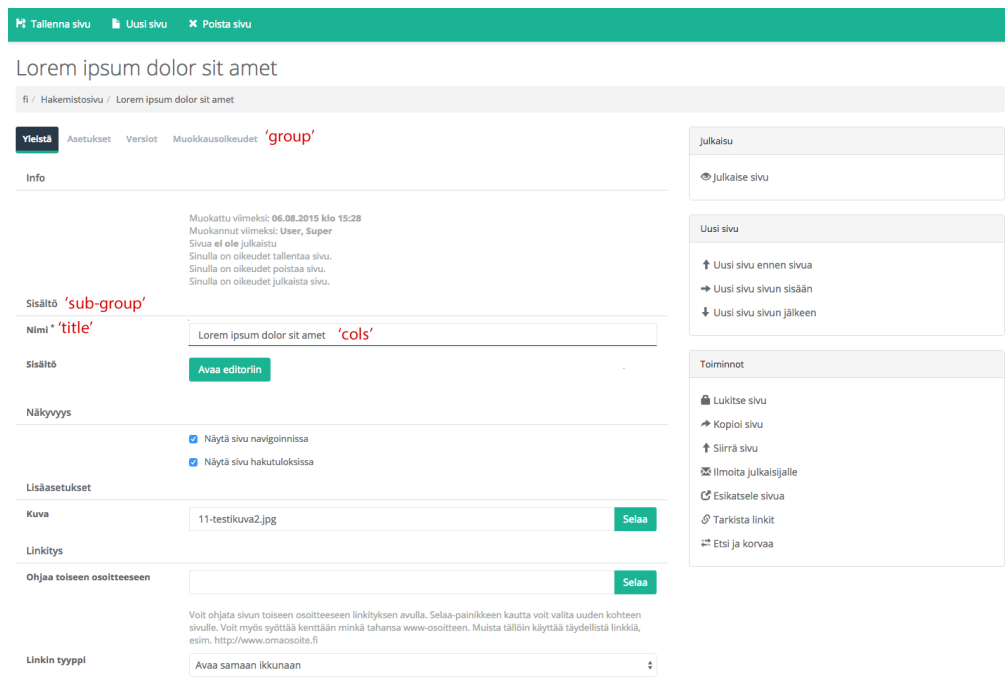 Tallenna sivu Uusi sivu Poista sivu
Lorem ipsum dolor sit amet
fi / Hakemistosivu / Lorem ipsum dolor sit amet
Yleistä Asetukset Versiot Muokkausoikeudet 'group'
Info
Muokattu viimeksi: 06.08.2015 klo 15:28
Muokannut viimeksi: User, Super
Sivua ei ole julkaistu
Sinulla on oikeudet tallentaa sivu.
Sinulla on oikeudet poistaa sivu.
Sinulla on oikeudet julkaista sivu.
Sisältö 'sub-group'
Nimi * 'title' Lorem ipsum dolor sit amet 'cols'
Sisältö Avaa editoriin
Näkyvyys
Näytä sivu navigoinnissa
Näytä sivu hakutuloksissa
Lisäasetukset
Kuva 11-testikuva2.jpg Selaa
Linkitys
Ohjaa toiseen osoitteeseen Selaa
Voit ohjata sivun toiseen osoitteeseen linkityksen avulla. Selaa-painikkeen kautta voit valita uuden kohteen
sivulle. Voit myös syöttää kenttään minkä tahansa www-osoitteen. Muista tällöin käyttää täydellistä linkkiä,
esim. http://www.omaosoite.fi
Linkin tyyppi Avaa samaan ikkunaan
Julkaisu
Julkaise sivu
Uusi sivu
Uusi sivu ennen sivua
Uusi sivu sivun sisään
Uusi sivu sivun jälkeen
Toiminnot
Lukitse sivu
Kopioi sivu
Siirrä sivu
Ilmoita julkaisijalle
Esikatsele sivua
Tarkista linkit
Etsi ja korvaa